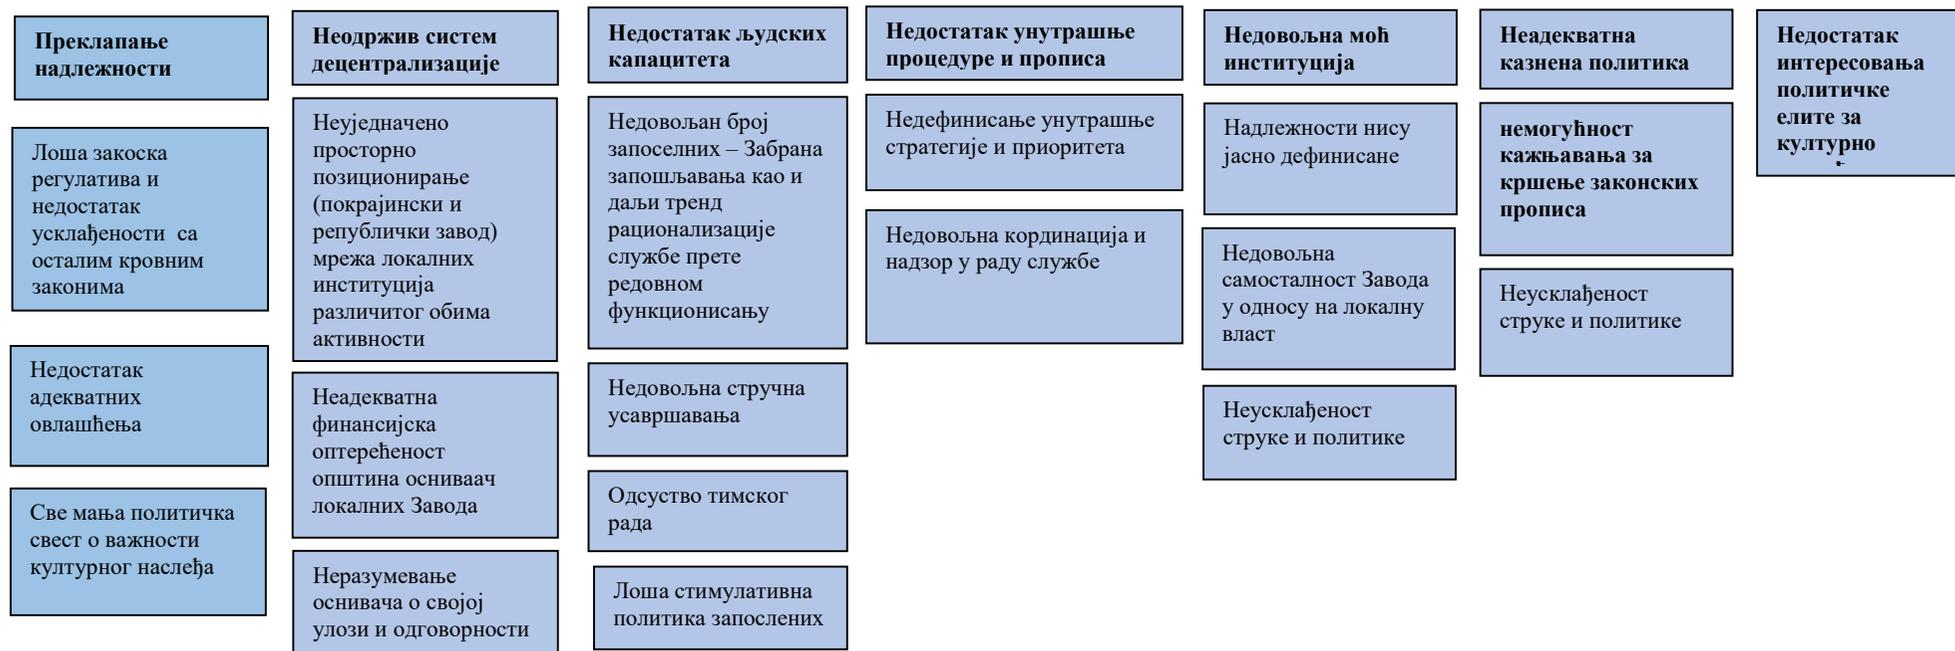 Преклапање
надлежности
Лоша закоска
регулатива и
недостатак
усклађености са
осталим кровним
законима
Недостатак
адекватних
овлашћења
Све мања политичка
свест о важности
културног наслеђа
Неодржив систем
децентрализације
Неуједначено
просторно
позиционирање
(покрајински и
републички завод)
мрежа локалних
институција
различитог обима
активности
Неадекватна
финансијска
оптерећеност
општина оснивач
локалних Завода
Неразумевање
оснивача о својој
улози и одговорности
Недостатак људских
капацитета
Недовољан број
запоселних – Забрана
запошљавања као и
даљи тренд
рационализације
службе прете
редовном
функционисању
Недовољна стручна
усавршавања
Одсуство тимског
рада
Лоша стимулативна
политика запослених
Недостатак унутрашње
процедуре и прописа
Недефинисање унутрашње
стратегије и приоритета
Недовољна кординација и
надзор у раду службе
Недовољна моћ
институција
Надлежности нису
јасно дефинисане
Недовољна
самосталност Завода
у односу на локалну
власт
Неусклађеност
струке и политике
Неадекватна
казнена политика
немогућност
кажњавања за
кршење законских
прописа
Неусклађеност
струке и политике
Недостатак
интересовања
политичке
елите за
културно